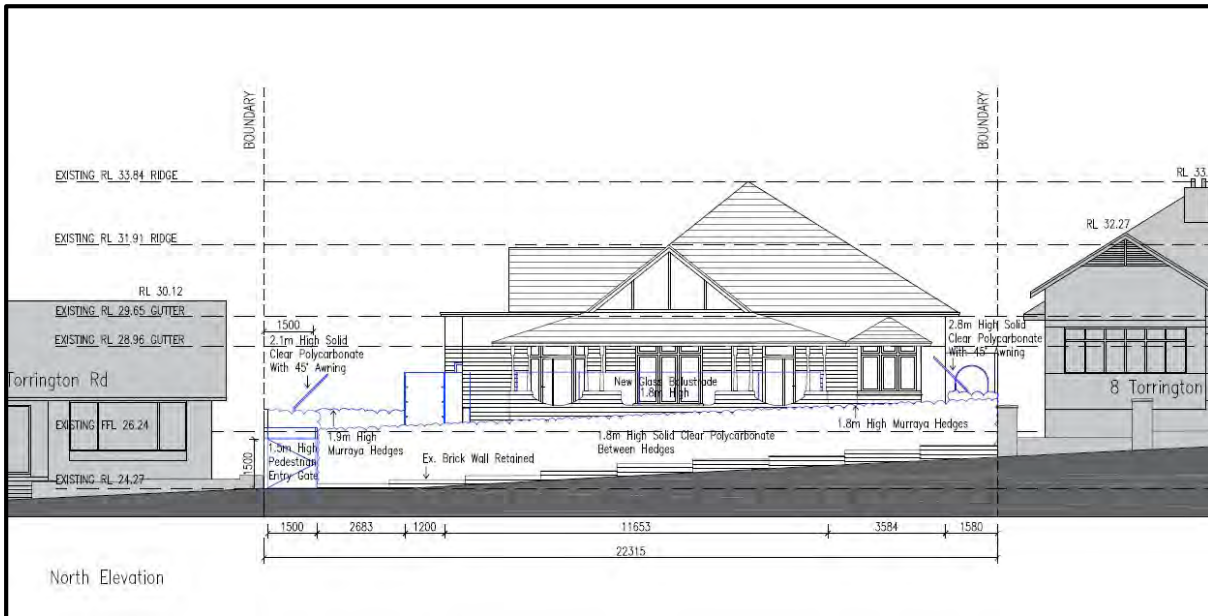 BOUNDARY
BOUNDARY
EXISTING RL 33.84 RIDGE
RL 33.
RL 32.27
EXISTING RL 31.91 RIDGE
RL 30.12
EXISTING RL 29.65 GUTTER
1500
EXISTING RL 28.96 GUTTER
2.1m High Solid
Clear Polycarbonate
With 45° Awning
2.8m High Solid
Clear Polycarbonate
With 45° Awning
Torrington Rd
New Glass Balustrade
1.8m High
8 Torrington
EXISTING FFL 26.24
1.9m High
Murraya Hedges
1.8m High Solid Clear Polycarbonate
Between Hedges
1.8m High Murraya Hedges
1.5m High
Pedestrian
Entry Gate
1500
Ex. Brick Wall Retained
EXISTING RL 24.27
1500
2683
1200
11653
3584
1580
22315
North Elevation